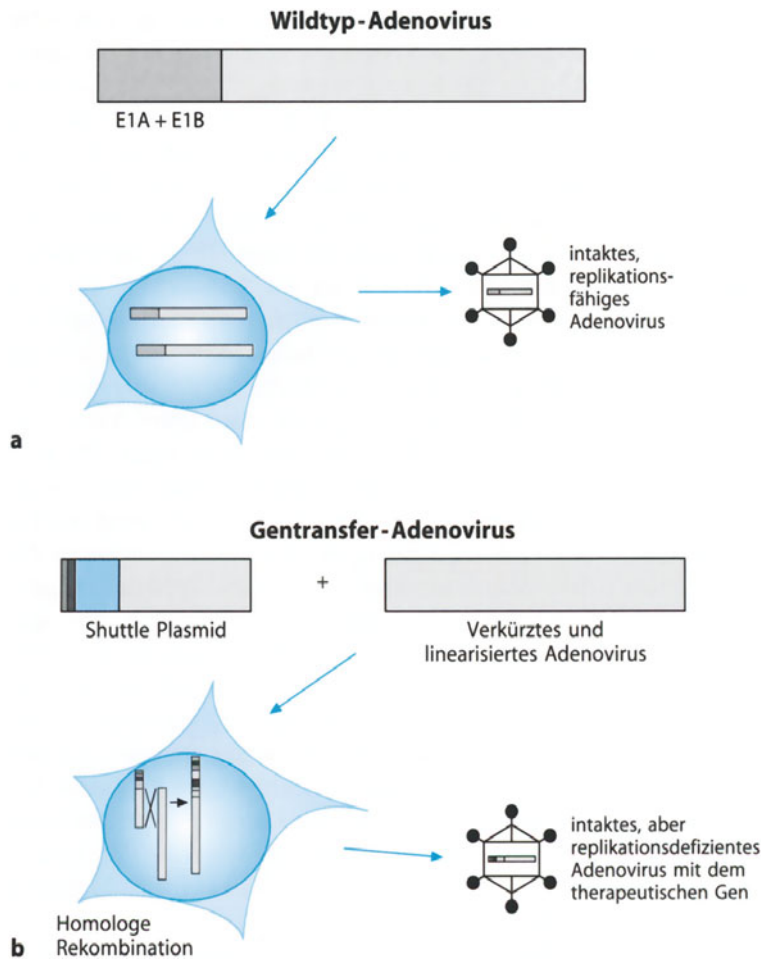 Wildtyp-Adenovirus
E1A + E1B
intaktes,
replikations-
fähiges
Adenovirus
a
Gentransfer-Adenovirus
+
Shuttle Plasmid
Verkürztes und
linearisiertes Adenovirus
intaktes, aber
replikationsdefizientes
Adenovirus mit dem
therapeutischen Gen
Homologe
Rekombination
b